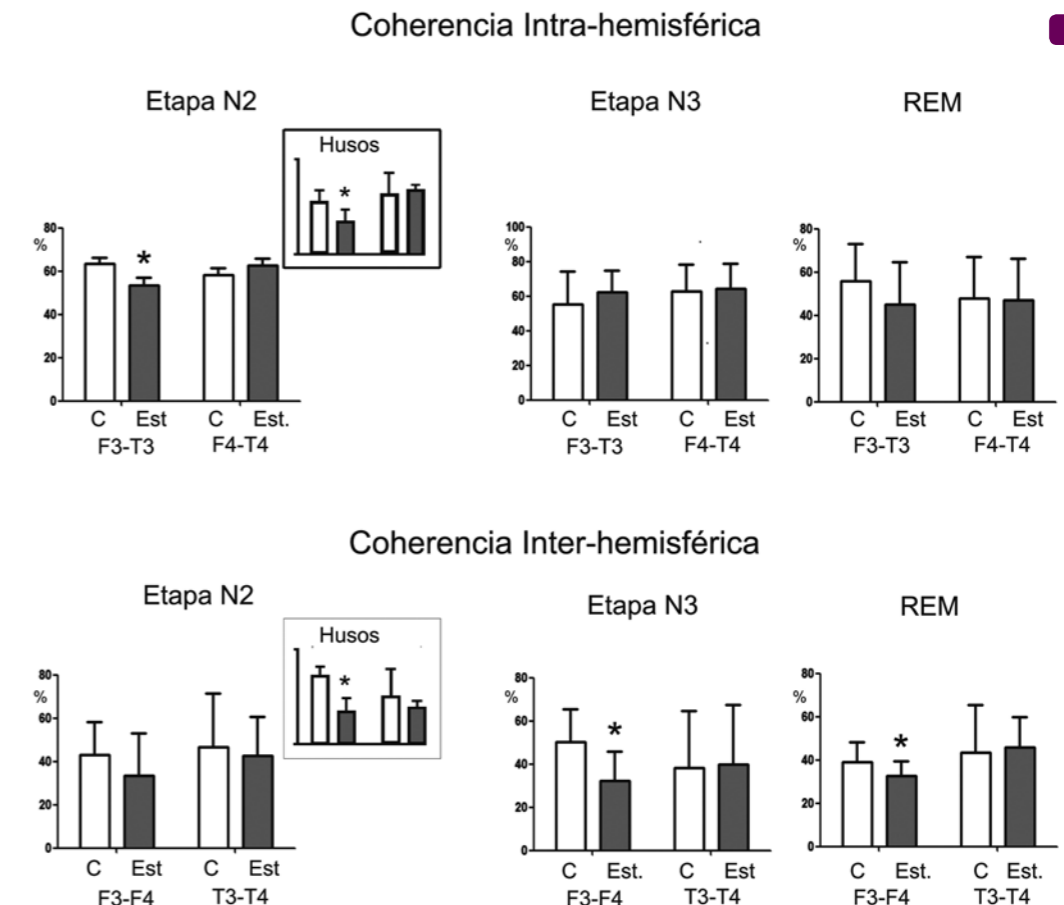 Coherencia Intra-hemisférica
Etapa N2
Husos
*
80
%
60
40
20
0
*
C Est C Est.
F3-T3 F4-T4
Etapa N3
100
%
80
60
40
20
0
C Est C Est
F3-T3 F4-T4
REM
80
%
60
40
20
0
C Est C Est
F3-T3 F4-T4
Coherencia Inter-hemisférica
Etapa N2
Husos
*
80
%
60
40
20
0
C Est C Est
F3-F4 T3-T4
Etapa N3
80
%
60
40
20
0
*
C Est. C Est.
F3-F4 T3-T4
REM
80
%
60
40
20
0
*
C Est. C Est.
F3-F4 T3-T4